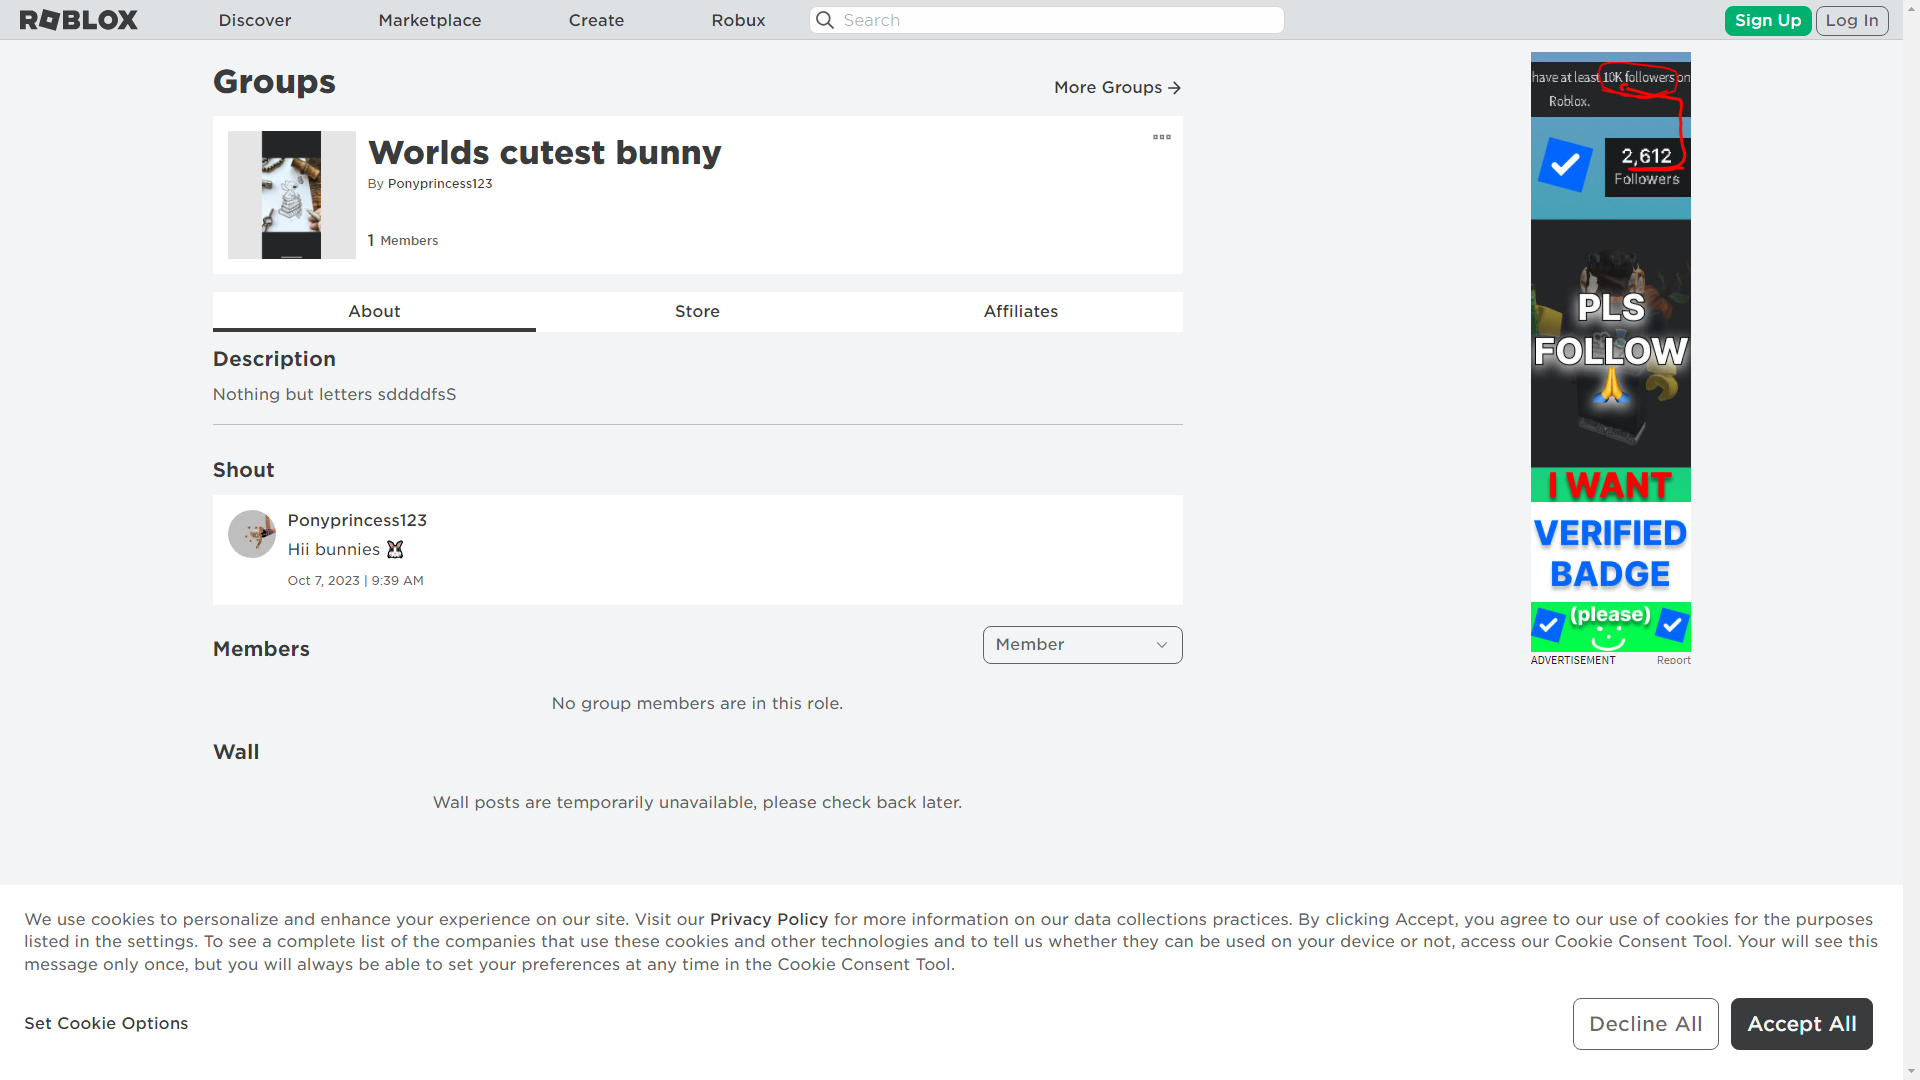 ROBLOX
Discover
Marketplace
Create
Robux
Search
Sign Up
Log In
Groups
More Groups
Worlds cutest bunny
By Ponyprincess123
1 Members
About
Store
Affiliates
Description
Nothing but letters sddddfsS
Shout
Ponyprincess123
Hii bunnies
Oct 7, 2023 | 9:39 AM
Members
Member
No group members are in this role.
Wall
Wall posts are temporarily unavailable, please check back later.
have at least 10K followers on
Roblox.
2,612
Followers
PLS
FOLLOW
I WANT
VERIFIED
BADGE
(please)
ADVERTISEMENT
Report
We use cookies to personalize and enhance your experience on our site. Visit our Privacy Policy for more information on our data collections practices. By clicking Accept, you agree to our use of cookies for the purposes
listed in the settings. To see a complete list of the companies that use these cookies and other technologies and to tell us whether they can be used on your device or not, access our Cookie Consent Tool. Your will see this
message only once, but you will always be able to set your preferences at any time in the Cookie Consent Tool.
Set Cookie Options
Decline All
Accept All